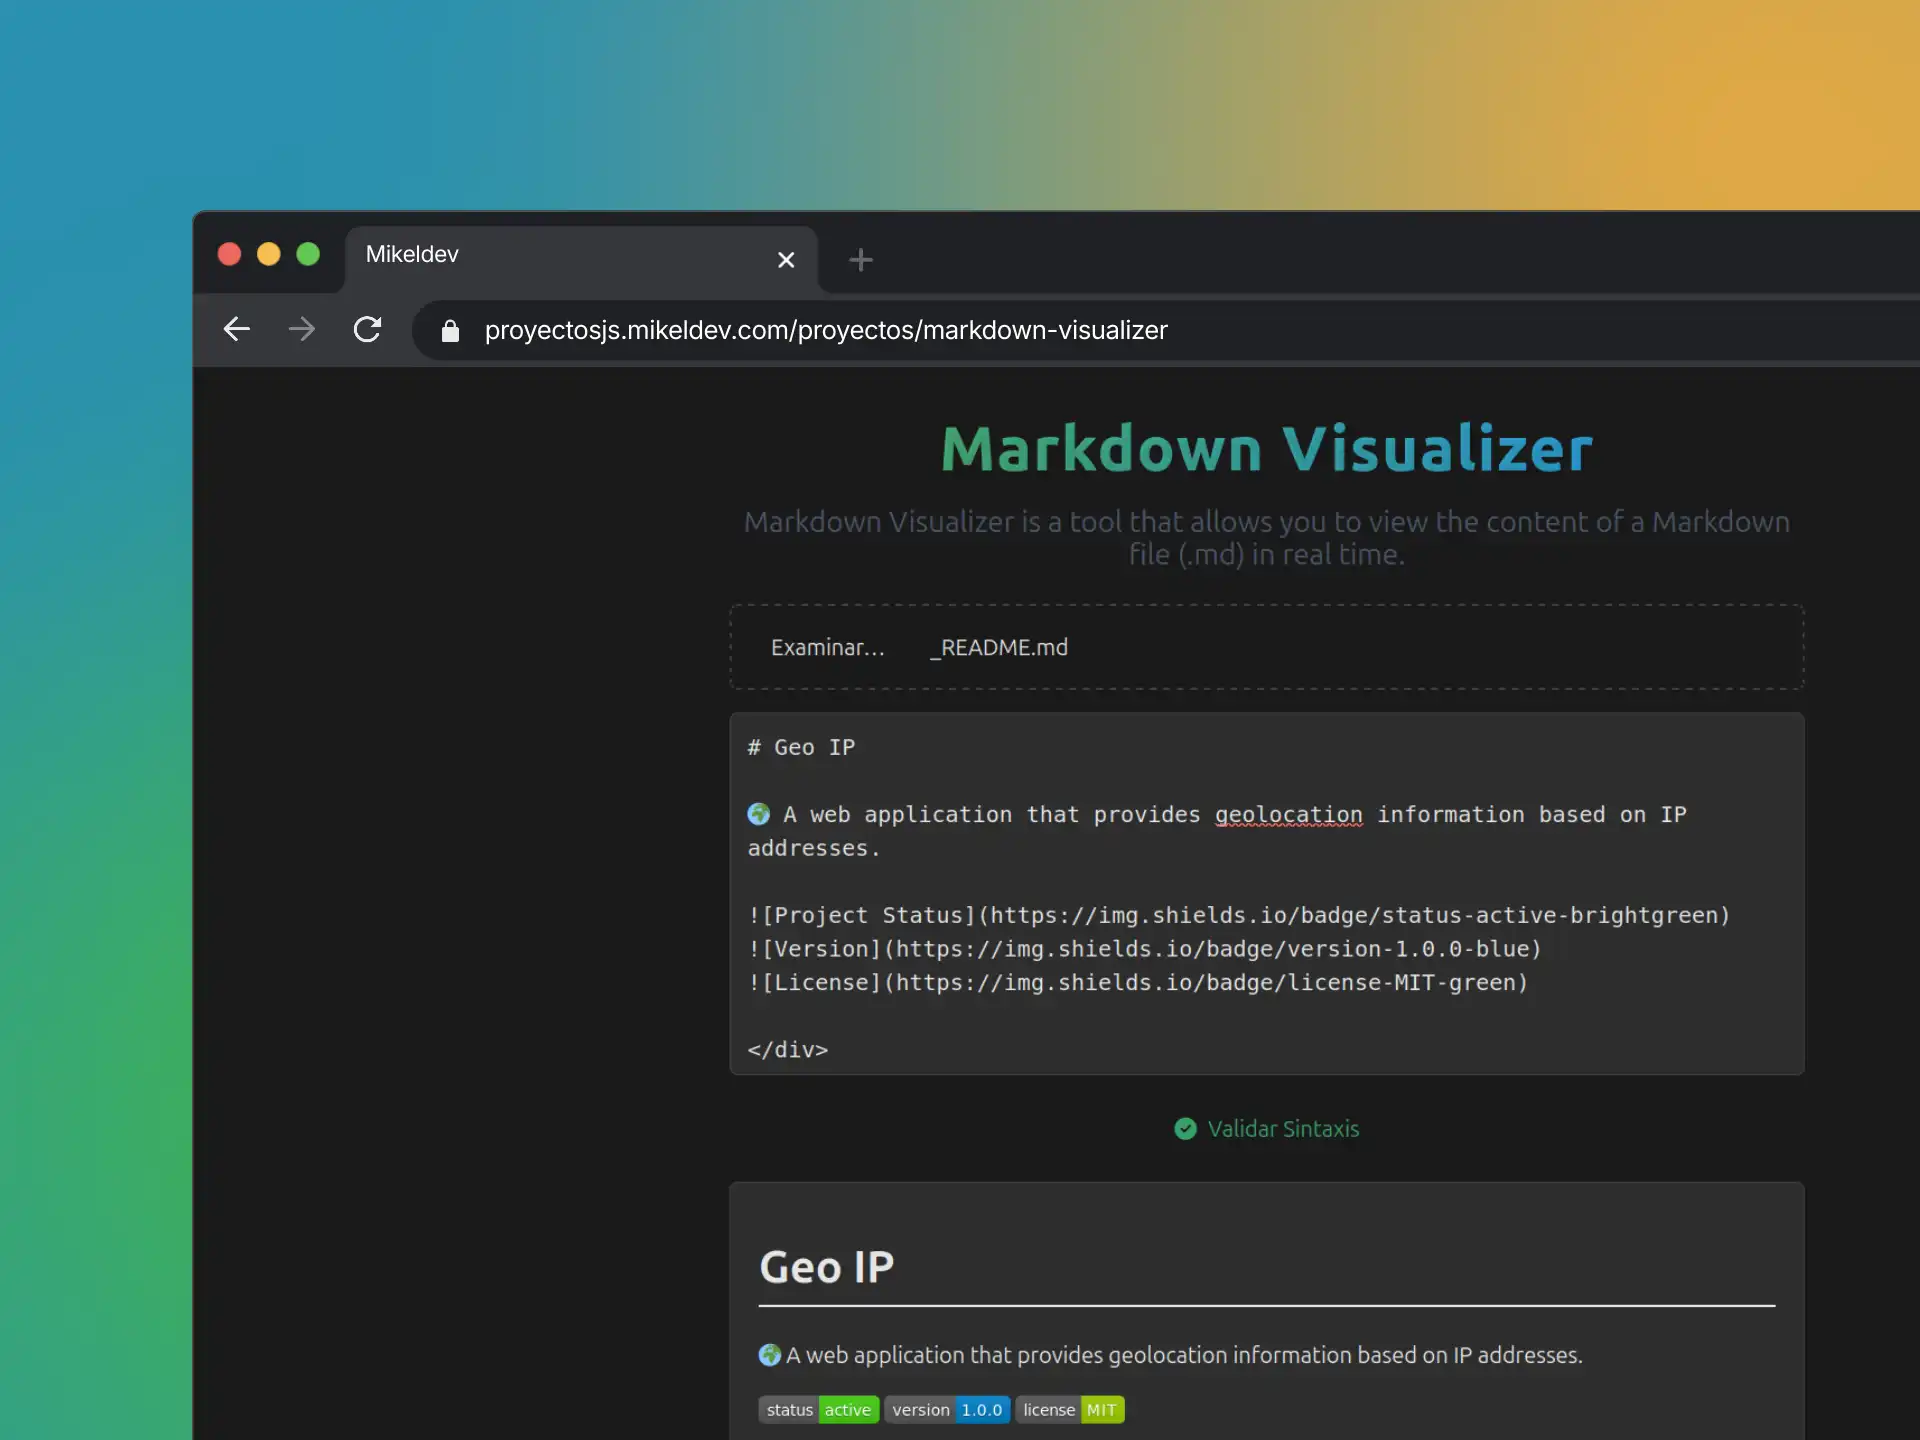 Mikeldev
proyectosjs.mikeldev.com/proyectos/markdown-visualizer
Markdown Visualizer
Markdown Visualizer is a tool that allows you to view the content of a Markdown
file (.md) in real time.
Examinar... _README.md
# Geo IP
🌍 A web application that provides geolocation information based on IP
addresses.
![Project Status](https://img.shields.io/badge/status-active-brightgreen)
![Version](https://img.shields.io/badge/version-1.0.0-blue)
![License](https://img.shields.io/badge/license-MIT-green)
</div>
Validar Sintaxis
Geo IP
🌍 A web application that provides geolocation information based on IP addresses.
status active version 1.0.0 license MIT